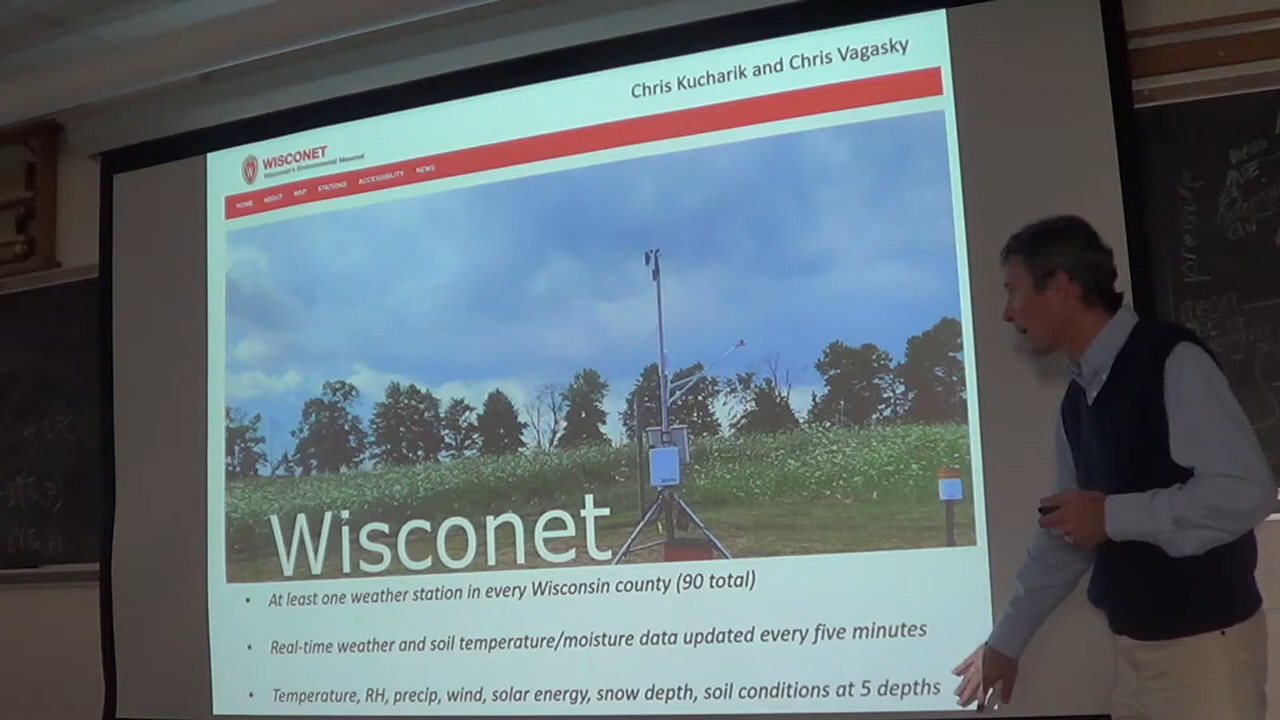 Chris Kucharik and Chris Vagasky
WISCONET
Wisconsin's Environmental Mesonet
HOME ABOUT MAP STATIONS ACCESSIBILITY NEWS
Wisconet
• At least one weather station in every Wisconsin county (90 total)
• Real-time weather and soil temperature/moisture data updated every five minutes
• Temperature, RH, precip, wind, solar energy, snow depth, soil conditions at 5 depths
pressure